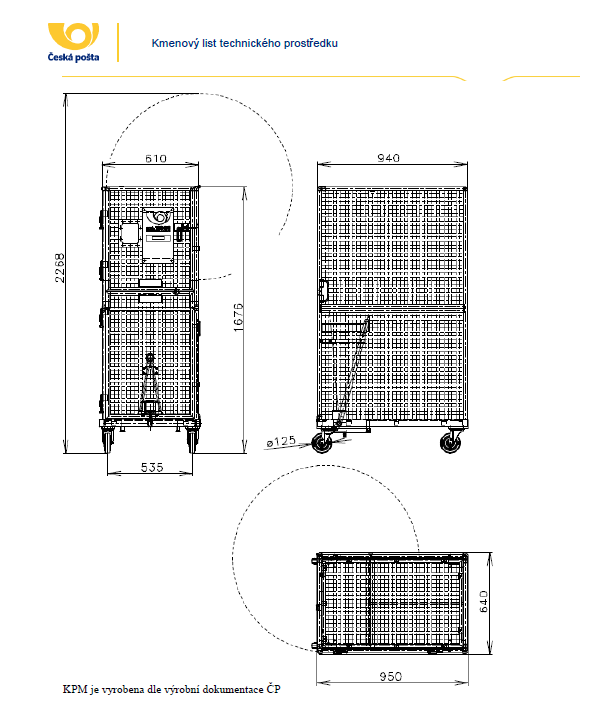 Česká pošta
Kmenový list technického prostředku
610
940
2268
1676
ø125
535
640
950
KPM je vyrobena dle výrobní dokumentace ČP